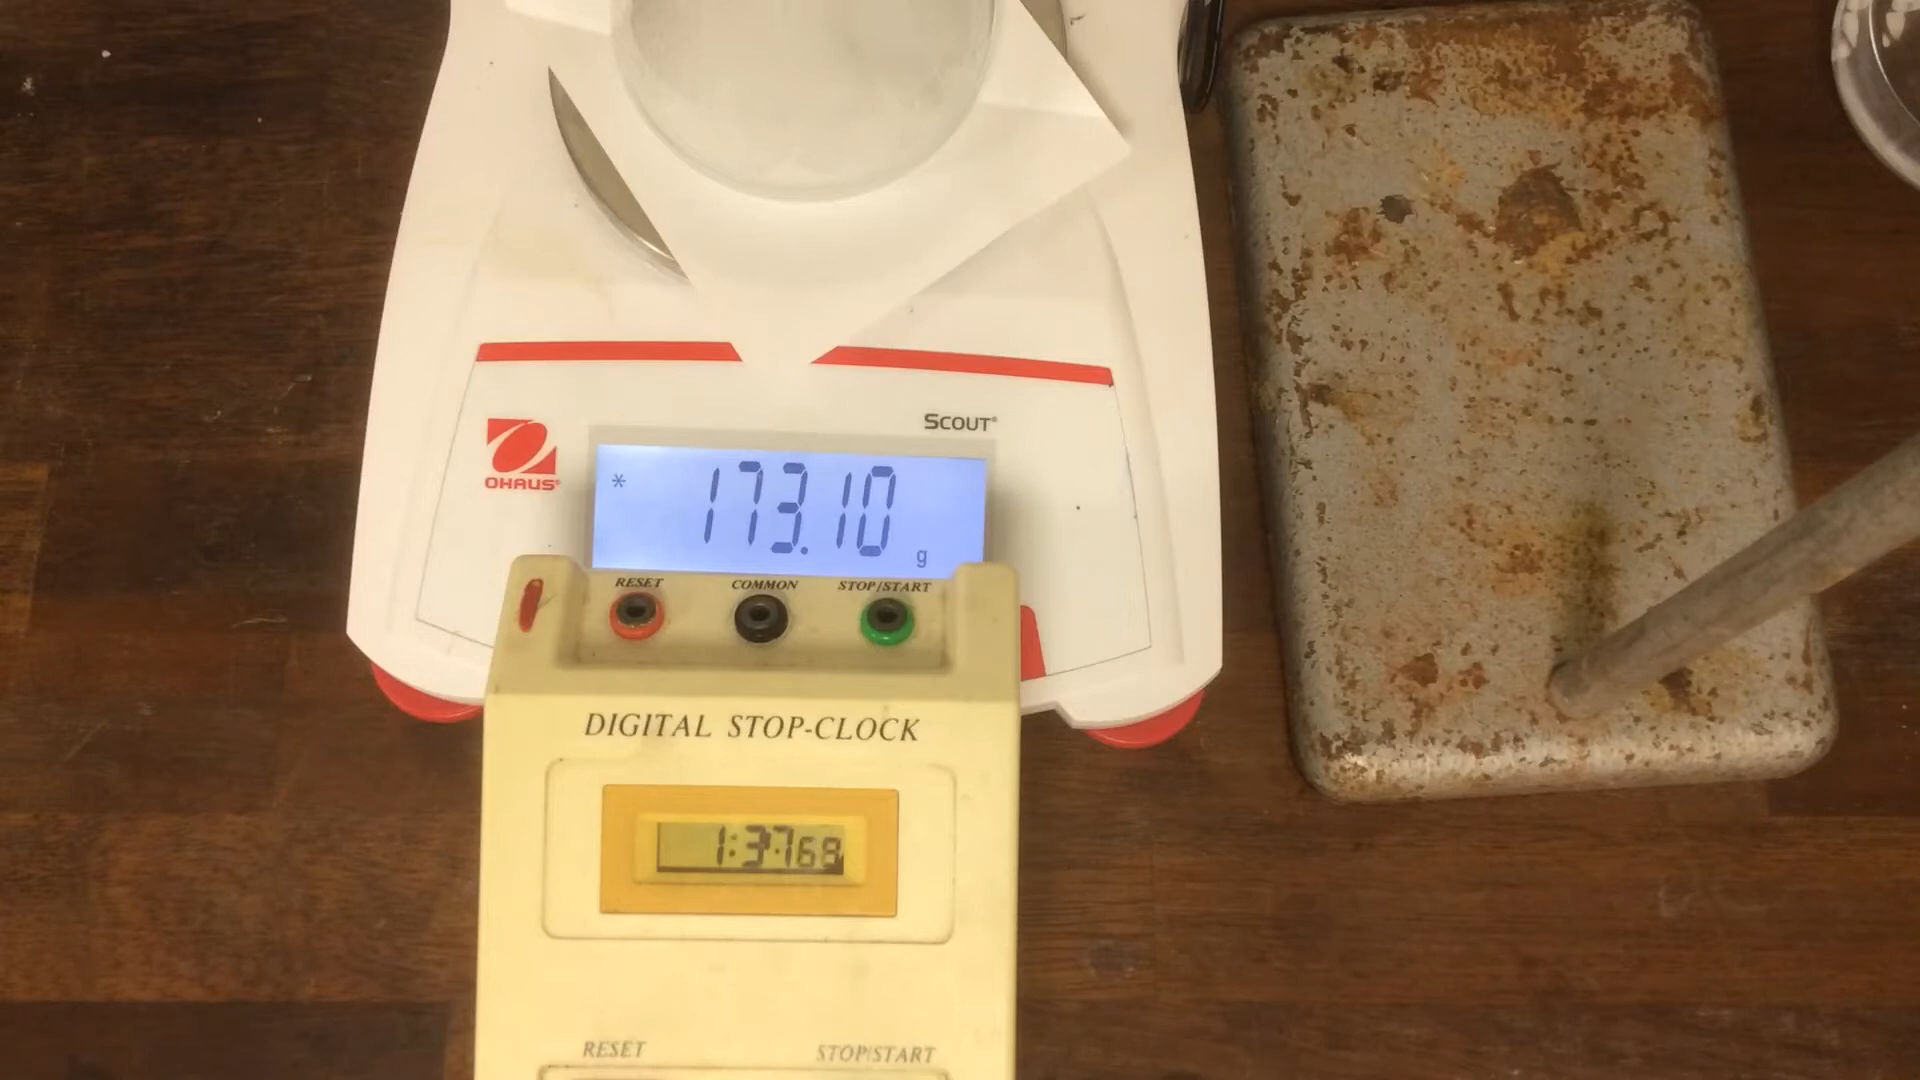 SCOUT®
OHAUS®
* 173.10 g
RESET COMMON STOP/START
DIGITAL STOP-CLOCK
1:37.68
RESET STOP/START